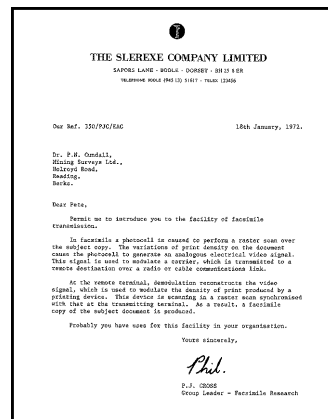 THE SLEREXE COMPANY LIMITED
SAPORS LANE - BOOLE - DORSET - BH 25 8 ER
TELEPHONE BOOLE (945 13) 51617 - TELEX 123456
Our Ref. 350/PJC/EAC 18th January, 1972.
Dr. P.N. Cundall,
Mining Surveys Ltd.,
Holroyd Road,
Reading,
Berks.
Dear Pete,
Permit me to introduce you to the facility of facsimile
transmission.
In facsimile a photocell is caused to perform a raster scan over
the subject copy. The variations of print density on the document
cause the photocell to generate an analogous electrical video signal.
This signal is used to modulate a carrier, which is transmitted to a
remote destination over a radio or cable communications link.
At the remote terminal, demodulation reconstructs the video
signal, which is used to modulate the density of print produced by a
printing device. This device is scanning in a raster scan synchronised
with that at the transmitting terminal. As a result, a facsimile
copy of the subject document is produced.
Probably you have uses for this facility in your organisation.
Yours sincerely,
Phil.
P.J. CROSS
Group Leader - Facsimile Research